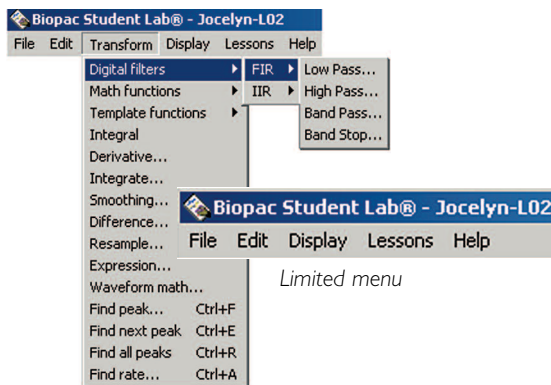 Biopac Student Lab® - Jocelyn-L02
File Edit Transform Display Lessons Help
Digital filters
FIR
Low Pass...
Math functions
IIR
High Pass...
Template functions
Band Pass...
Integral
Band Stop...
Derivative...
Integrate...
Smoothing...
Difference...
Resample...
Expression...
Waveform math...
Find peak... Ctrl+F
Find next peak Ctrl+E
Find all peaks Ctrl+R
Find rate... Ctrl+A
Biopac Student Lab® - Jocelyn-L02
File Edit Display Lessons Help
Limited menu